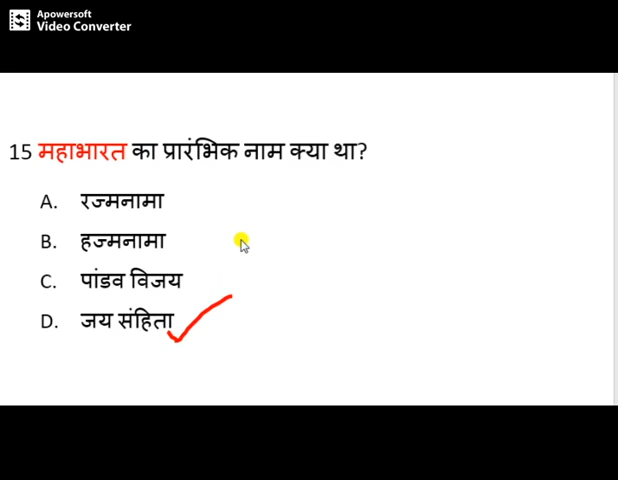 Apowersoft
Video Converter
15 महाभारत का प्रारंभिक नाम क्या था?
A. रज्मनामा
B. हज्मनामा
C. पांडव विजय
D. जय संहिता